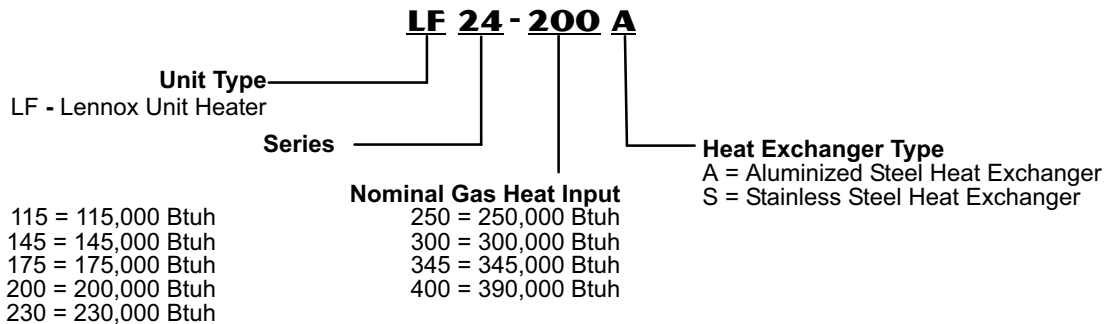 LF 24 - 200 A
Unit Type
LF - Lennox Unit Heater
Series
Heat Exchanger Type
A = Aluminized Steel Heat Exchanger
S = Stainless Steel Heat Exchanger
Nominal Gas Heat Input
115 = 115,000 Btuh
145 = 145,000 Btuh
175 = 175,000 Btuh
200 = 200,000 Btuh
230 = 230,000 Btuh
250 = 250,000 Btuh
300 = 300,000 Btuh
345 = 345,000 Btuh
400 = 390,000 Btuh